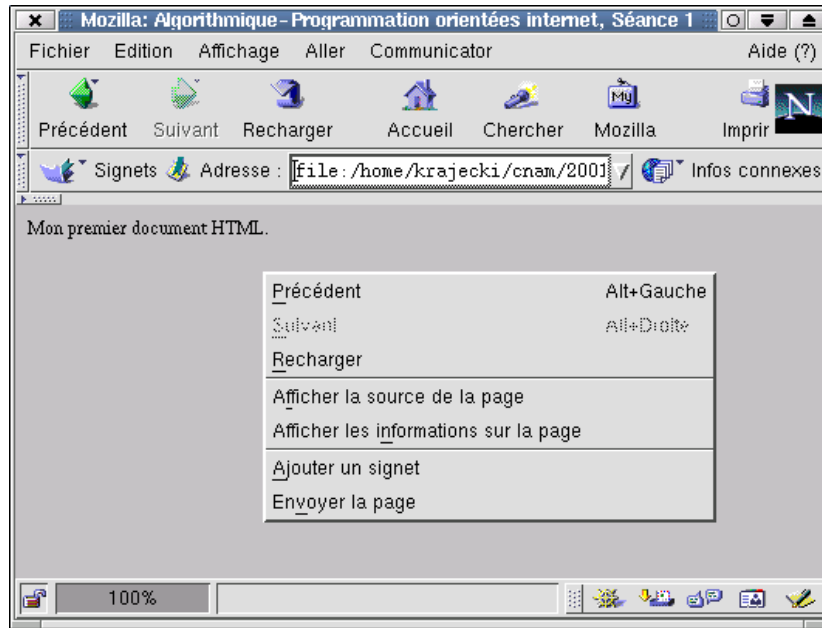 Mozilla: Algorithmique-Programmation orientées internet, Séance 1
Fichier Edition Affichage Aller Communicator Aide (?)
My
N
Précédent Suivant Recharger Accueil Chercher Mozilla Imprir
Signets Adresse : file:/home/krajecki/cnam/2001 Infos connexes
Mon premier document HTML.
Précédent Alt+Gauche
Suivant Alt+Droite
Recharger
Afficher la source de la page
Afficher les informations sur la page
Ajouter un signet
Envoyer la page
100%